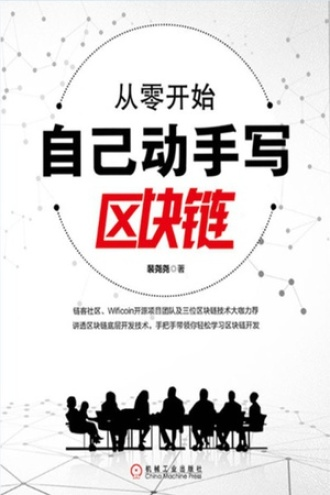 从零开始
自己动手写
区块链
裴尧尧◎著
链客社区、Wificoin开源项目团队及三位区块链技术大咖力荐
讲透区块链底层开发技术，手把手带领你轻松学习区块链开发
机械工业出版社
China Machine Press